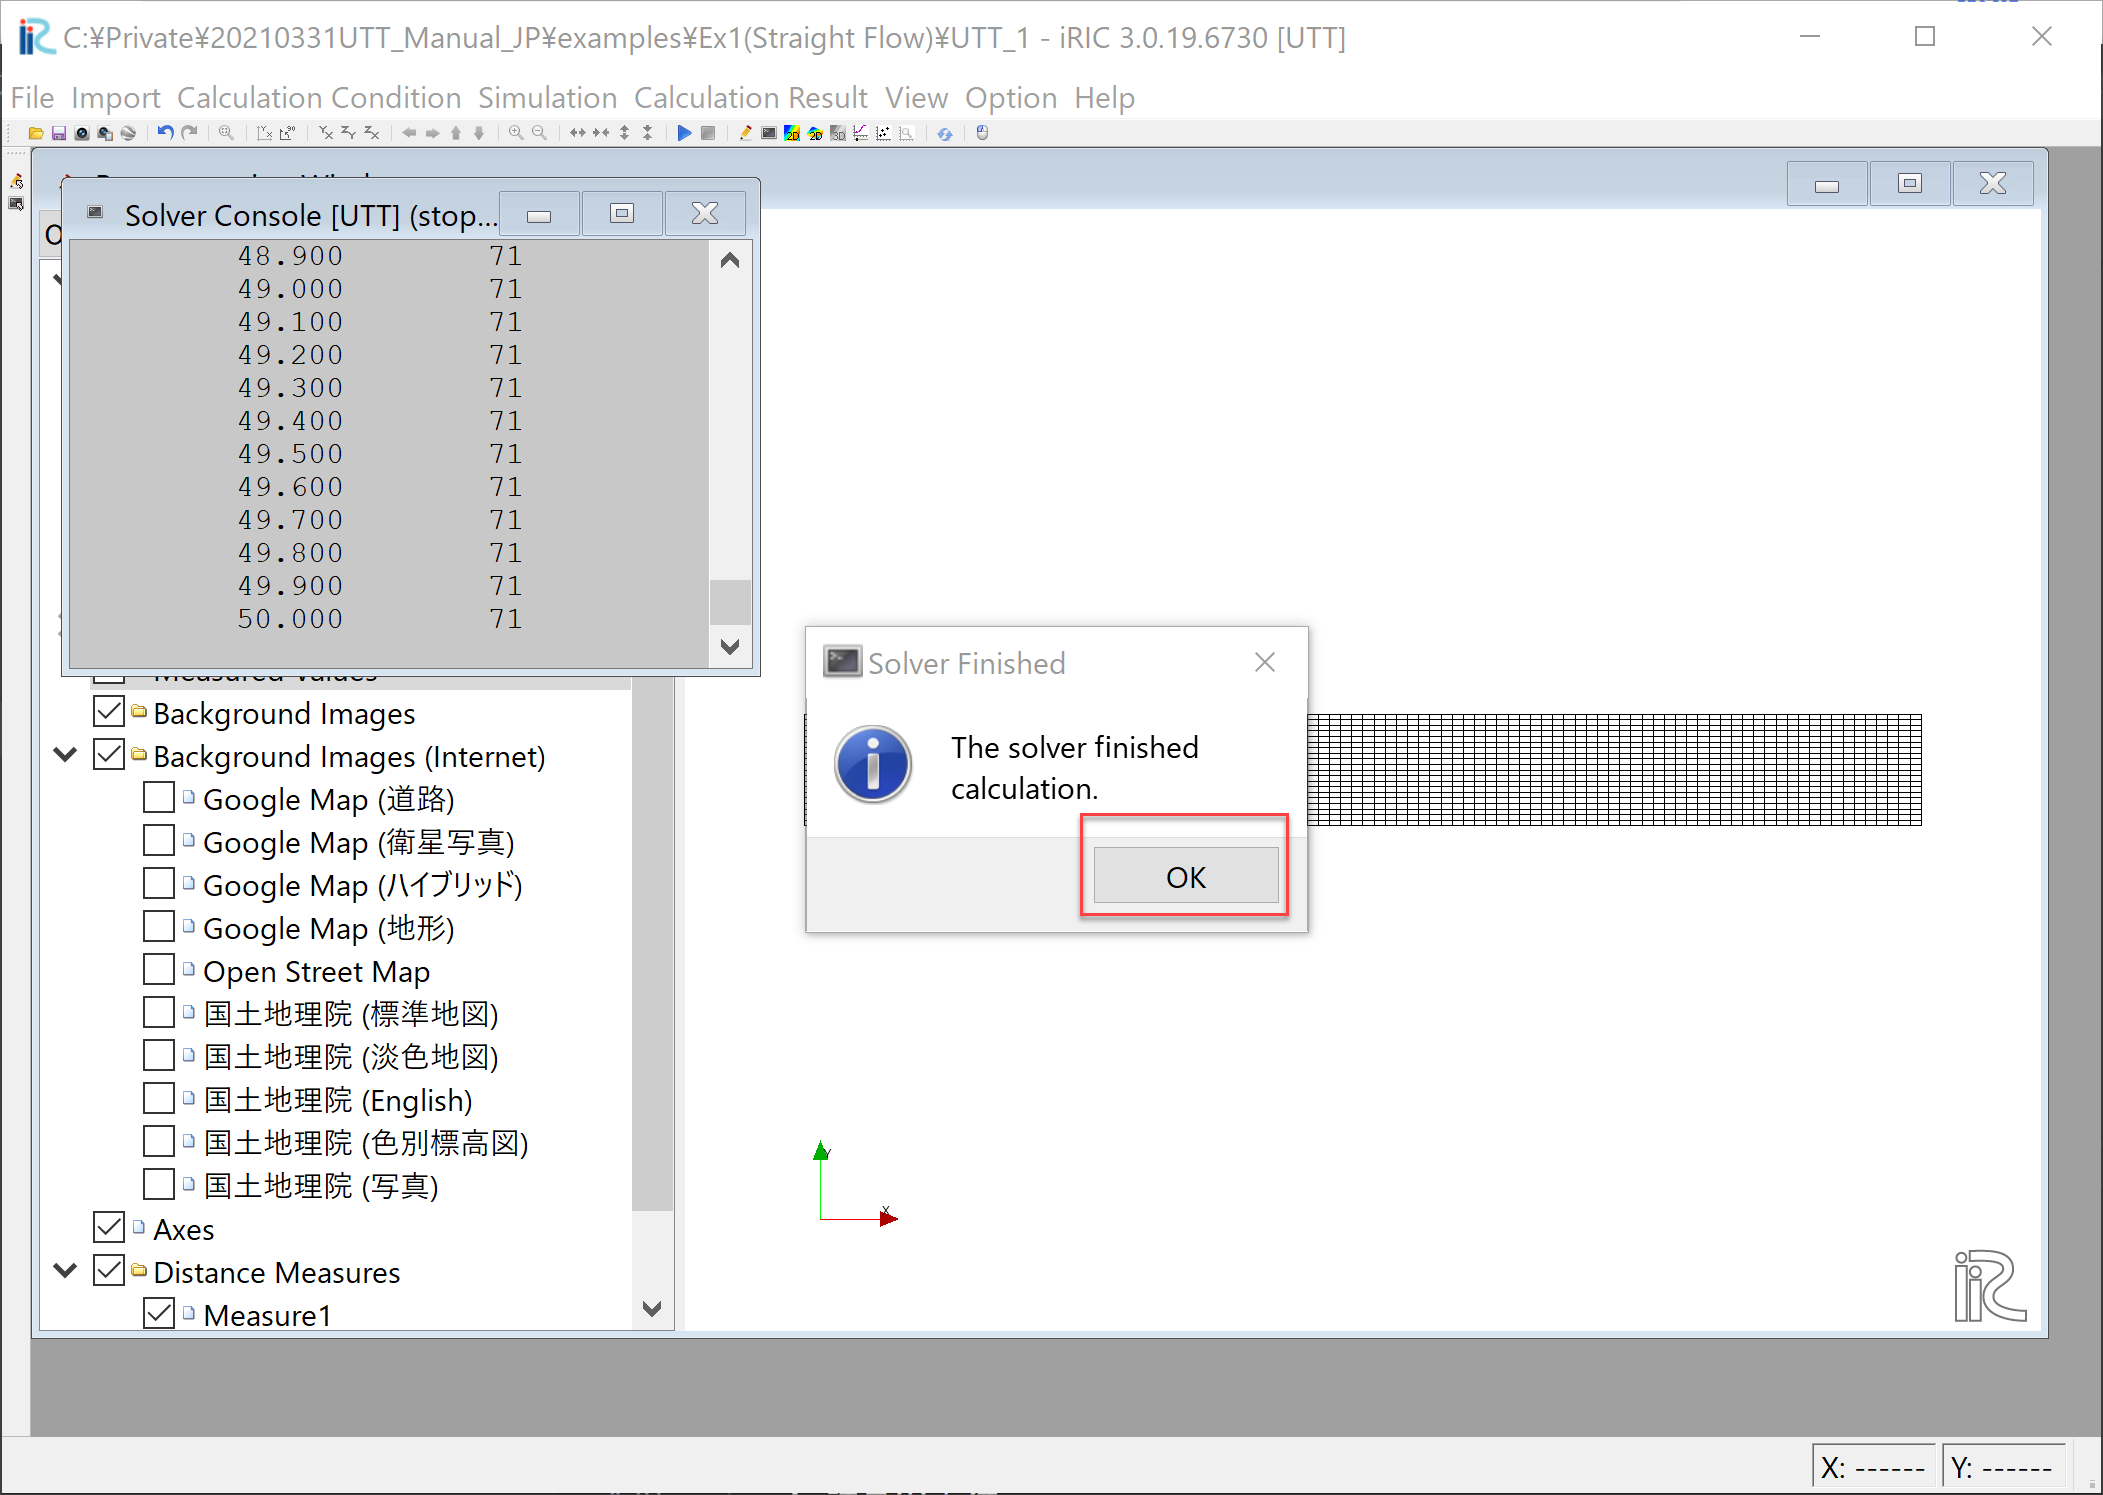 C:¥Private¥20210331UTT_Manual_JP¥examples¥Ex1(Straight Flow)¥UTT_1 - iRIC 3.0.19.6730 [UTT]
File Import Calculation Condition Simulation Calculation Result View Option Help
Solver Console [UTT] (stop...
48.900 71
49.000 71
49.100 71
49.200 71
49.300 71
49.400 71
49.500 71
49.600 71
49.700 71
49.800 71
49.900 71
50.000 71
Measured Values
Background Images
Background Images (Internet)
Google Map (道路)
Google Map (衛星写真)
Google Map (ハイブリッド)
Google Map (地形)
Open Street Map
国土地理院 (標準地図)
国土地理院 (淡色地図)
国土地理院 (English)
国土地理院 (色別標高図)
国土地理院 (写真)
Axes
Distance Measures
Measure1
Solver Finished
The solver finished
calculation.
OK
Y
X
iRIC
X: ------ Y: ------